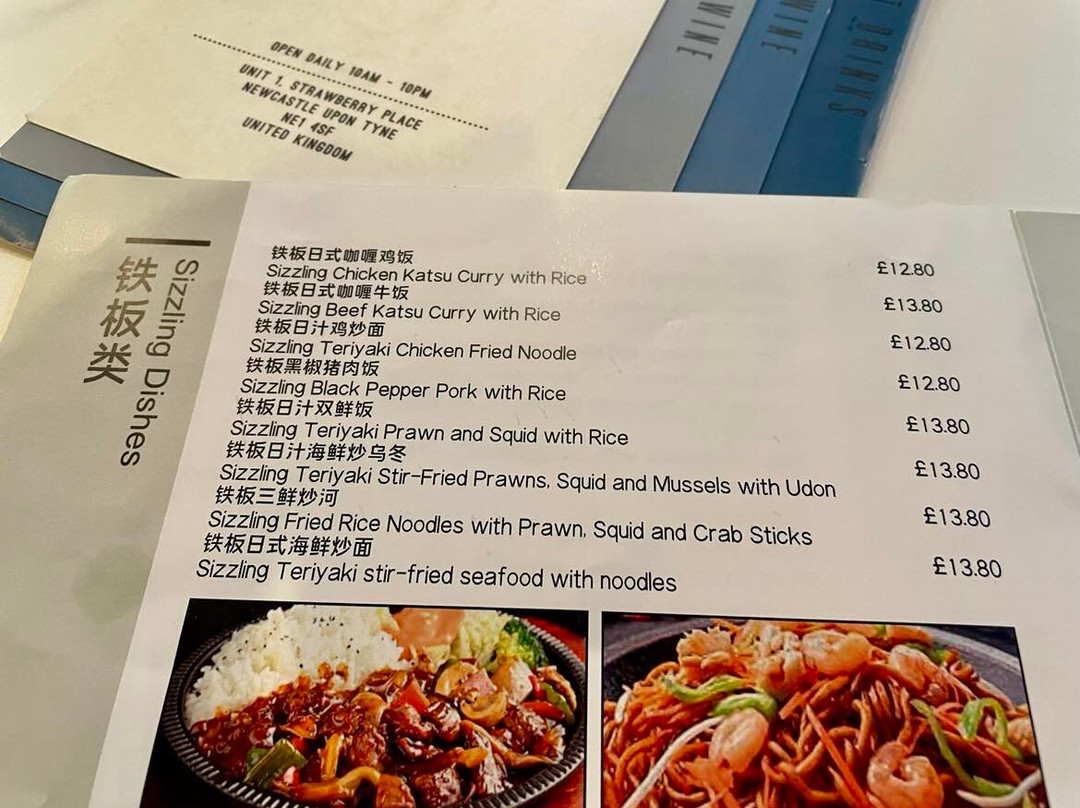 OPEN DAILY 10AM - 10PM
UNIT 1, STRAWBERRY PLACE
NEWCASTLE UPON TYNE
NE1 4SF
UNITED KINGDOM
WINE
WINE
DRINKS
Sizzling Dishes
铁板类
铁板日式咖喱鸡饭
Sizzling Chicken Katsu Curry with Rice £12.80
铁板日式咖喱牛饭
Sizzling Beef Katsu Curry with Rice £13.80
铁板日汁鸡炒面
Sizzling Teriyaki Chicken Fried Noodle £12.80
铁板黑椒猪肉饭
Sizzling Black Pepper Pork with Rice £12.80
铁板日汁双鲜饭
Sizzling Teriyaki Prawn and Squid with Rice £13.80
铁板日汁海鲜炒乌冬
Sizzling Teriyaki Stir-Fried Prawns, Squid and Mussels with Udon £13.80
铁板三鲜炒河
Sizzling Fried Rice Noodles with Prawn, Squid and Crab Sticks £13.80
铁板日式海鲜炒面
Sizzling Teriyaki stir-fried seafood with noodles £13.80